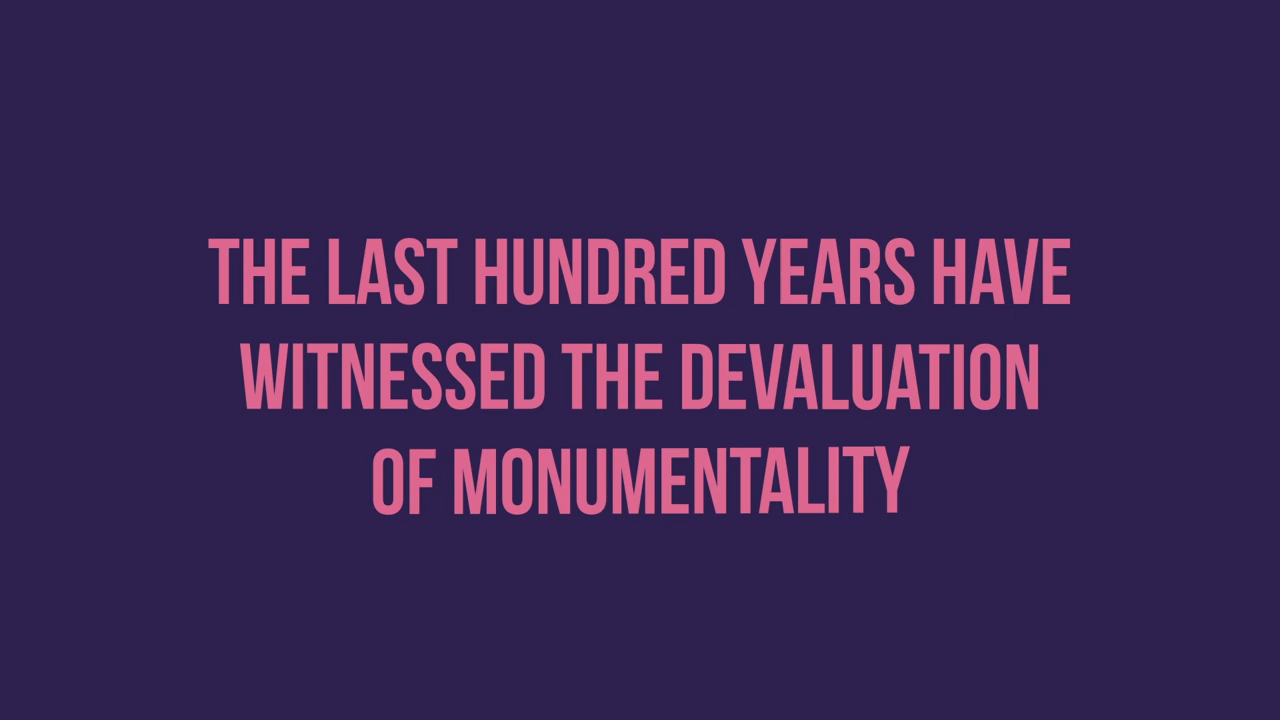 THE LAST HUNDRED YEARS HAVE
WITNESSED THE DEVALUATION
OF MONUMENTALITY